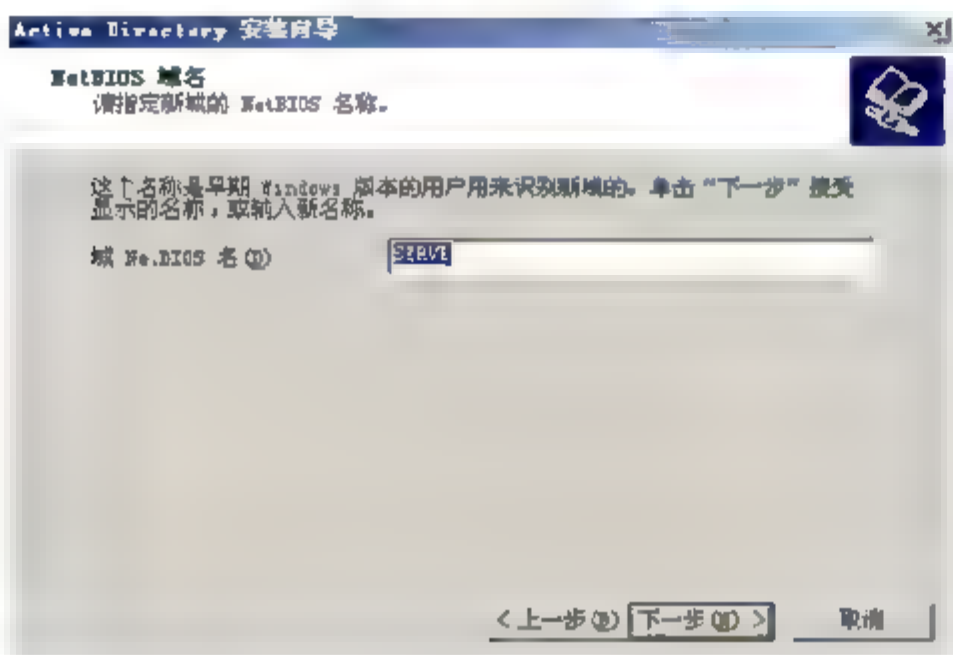 Active Directory 安装向导
NetBIOS 域名
请指定新域的 NetBIOS 名称。
这个名称是早期 Windows 版本的用户用来识别新域的。单击“下一步”接受
显示的名称，或输入新名称。
域 NetBIOS 名(D)
SERVE
<上一步(B)
下一步(N) >
取消